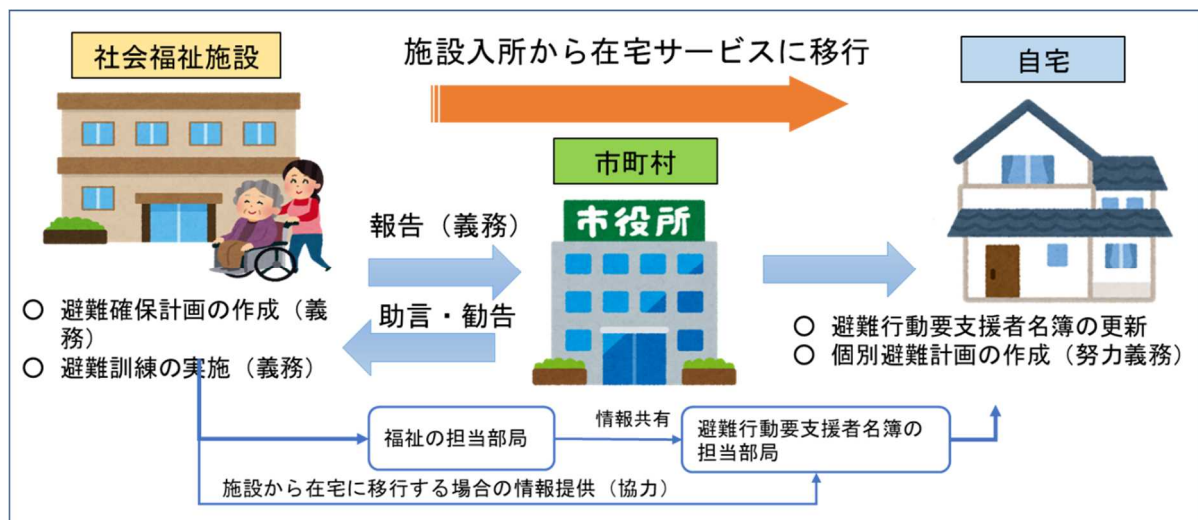 社会福祉施設
施設入所から在宅サービスに移行
自宅
市町村
市役所
報告（義務）
助言・勧告
○ 避難確保計画の作成（義
務）
○ 避難訓練の実施（義務）
○ 避難行動要支援者名簿の更新
○ 個別避難計画の作成（努力義務）
福祉の担当部局
情報共有
避難行動要支援者名簿の
担当部局
施設から在宅に移行する場合の情報提供（協力）